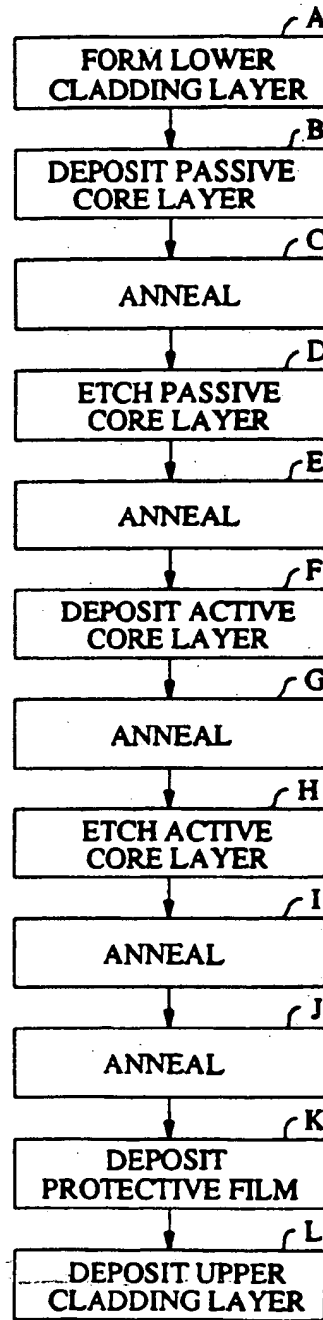 A
FORM LOWER
CLADDING LAYER
B
DEPOSIT PASSIVE
CORE LAYER
C
ANNEAL
D
ETCH PASSIVE
CORE LAYER
E
ANNEAL
F
DEPOSIT ACTIVE
CORE LAYER
G
ANNEAL
H
ETCH ACTIVE
CORE LAYER
I
ANNEAL
J
ANNEAL
K
DEPOSIT
PROTECTIVE FILM
L
DEPOSIT UPPER
CLADDING LAYER